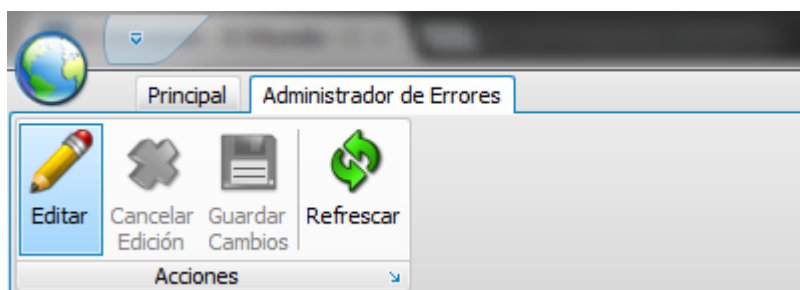 Principal Administrador de Errores
Editar Cancelar Guardar Refrescar
Edición Cambios
Acciones